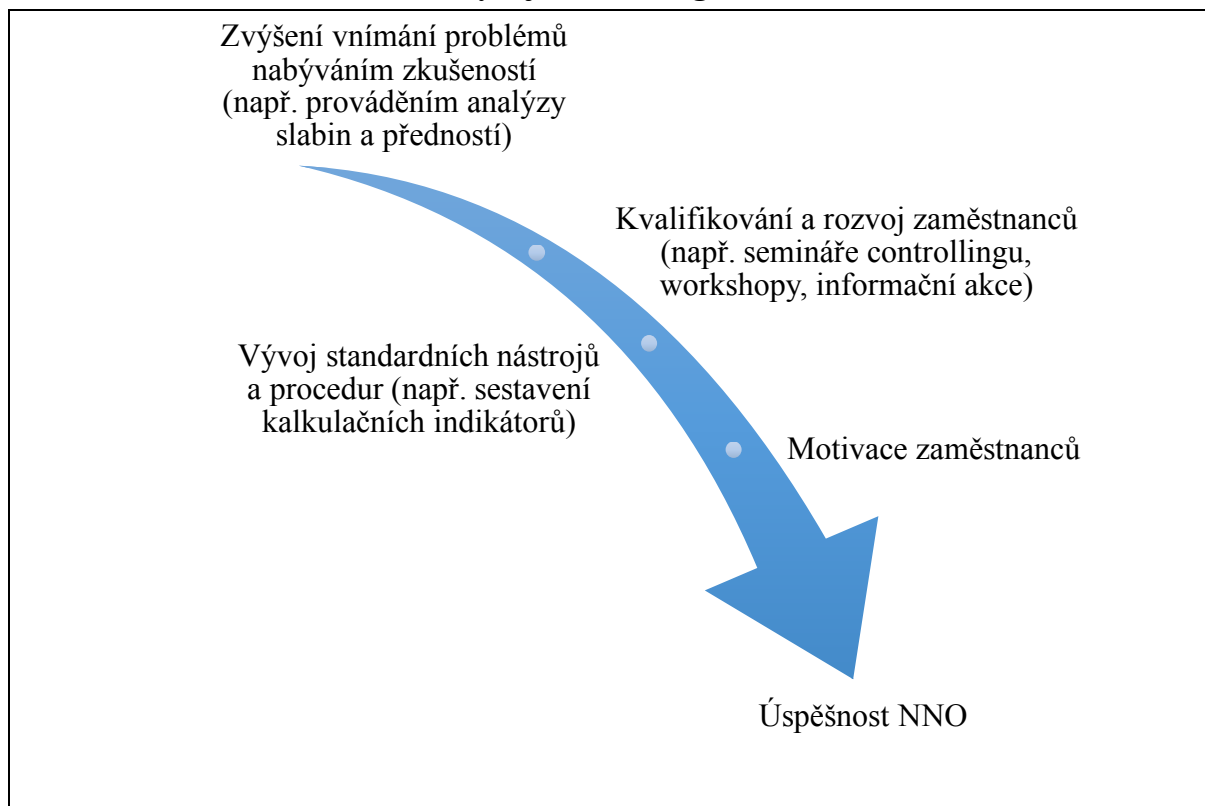 Zvýšení vnímání problémů
nabýváním zkušeností
(např. prováděním analýzy
slabin a předností)
Kvalifikování a rozvoj zaměstnanců
(např. semináře controllingu,
workshopy, informační akce)
Vývoj standardních nástrojů
a procedur (např. sestavení
kalkulačních indikátorů)
Motivace zaměstnanců
Úspěšnost NNO